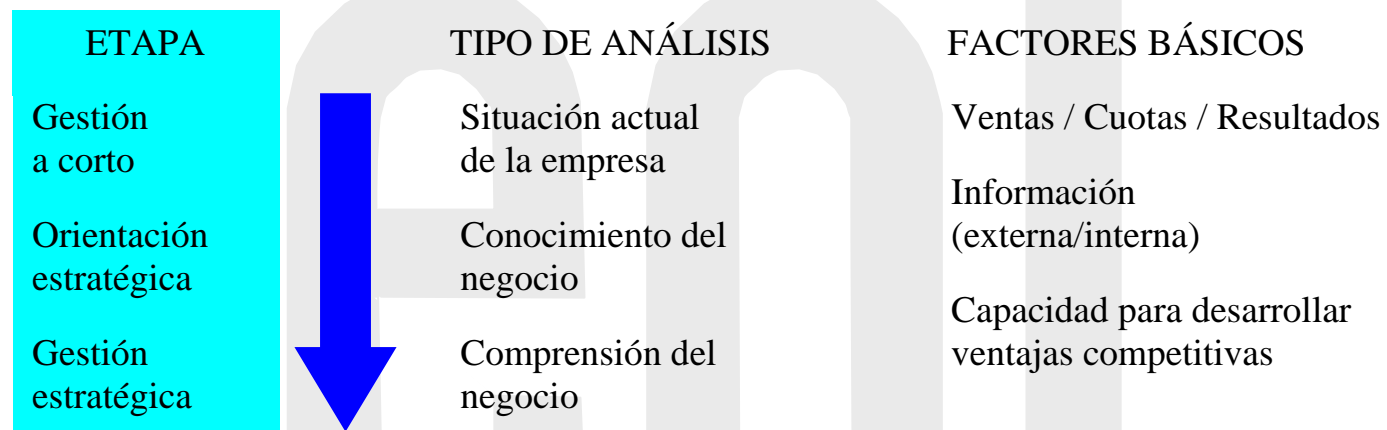 ETAPA
TIPO DE ANÁLISIS
FACTORES BÁSICOS
Gestión
a corto
Situación actual
de la empresa
Ventas / Cuotas / Resultados
Orientación
estratégica
Conocimiento del
negocio
Información
(externa/interna)
Gestión
estratégica
Comprensión del
negocio
Capacidad para desarrollar
ventajas competitivas